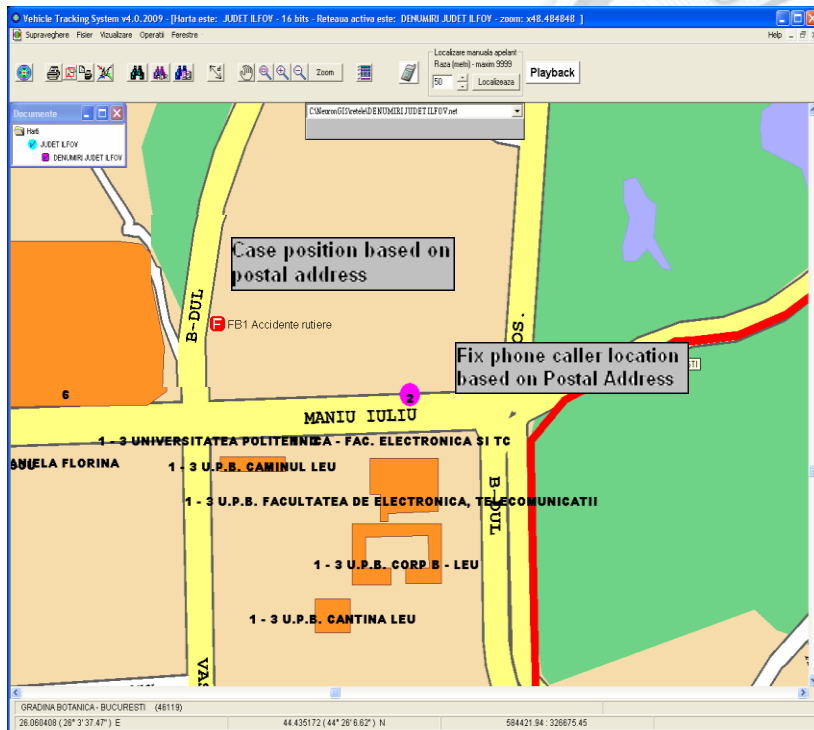 Vehicle Tracking System v4.0.2009 - [Harta este: JUDET ILFOV - 16 bits - Reteaua activa este: DENUMIRI JUDET ILFOV - zoom: x48.484848 ]
Supraveghere Fisier Vizualizare Operatii Ferestre Help
Localizare manuala apelant
Raza (metri) - maxim 9999
Zoom 50 Localizeaza Playback
Documente
C:\NeuronGIS\retele\DENUMIRI JUDET ILFOV.net
Harti
JUDET ILFOV
DENUMIRI JUDET ILFOV
Case position based on
postal address
B-DUL
F FB1 Accidente rutiere
OS.
Fix phone caller location
based on Postal Address
STI
6
2
MANIU IULIU
1 - 3 UNIVERSITATEA POLITEHNICA - FAC. ELECTRONICA SI TC
ANIELA FLORINA
1 - 3 U.P.B. CAMINUL LEU
B-DUL
1 - 3 U.P.B. FACULTATEA DE ELECTRONICA, TELECOMUNICATII
1 - 3 U.P.B. CORP B - LEU
1 - 3 U.P.B. CANTINA LEU
VAS
GRADINA BOTANICA - BUCURESTI (46119)
26.060408 ( 26° 3' 37.47" ) E 44.435172 ( 44° 26' 6.62" ) N 584421.94 : 326675.45